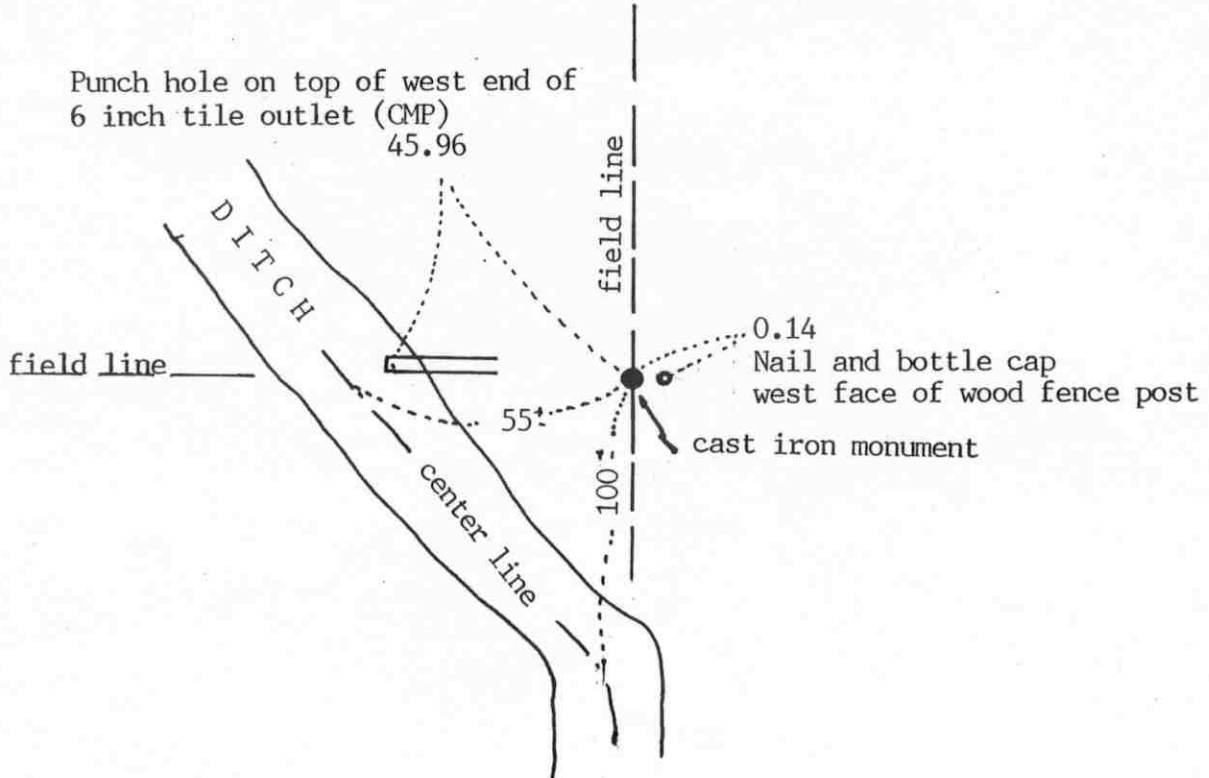 Punch hole on top of west end of
6 inch tile outlet (CMP)
45.96
field line
DITCH
0.14
Nail and bottle cap
west face of wood fence post
field line
55'±
cast iron monument
100'
center line